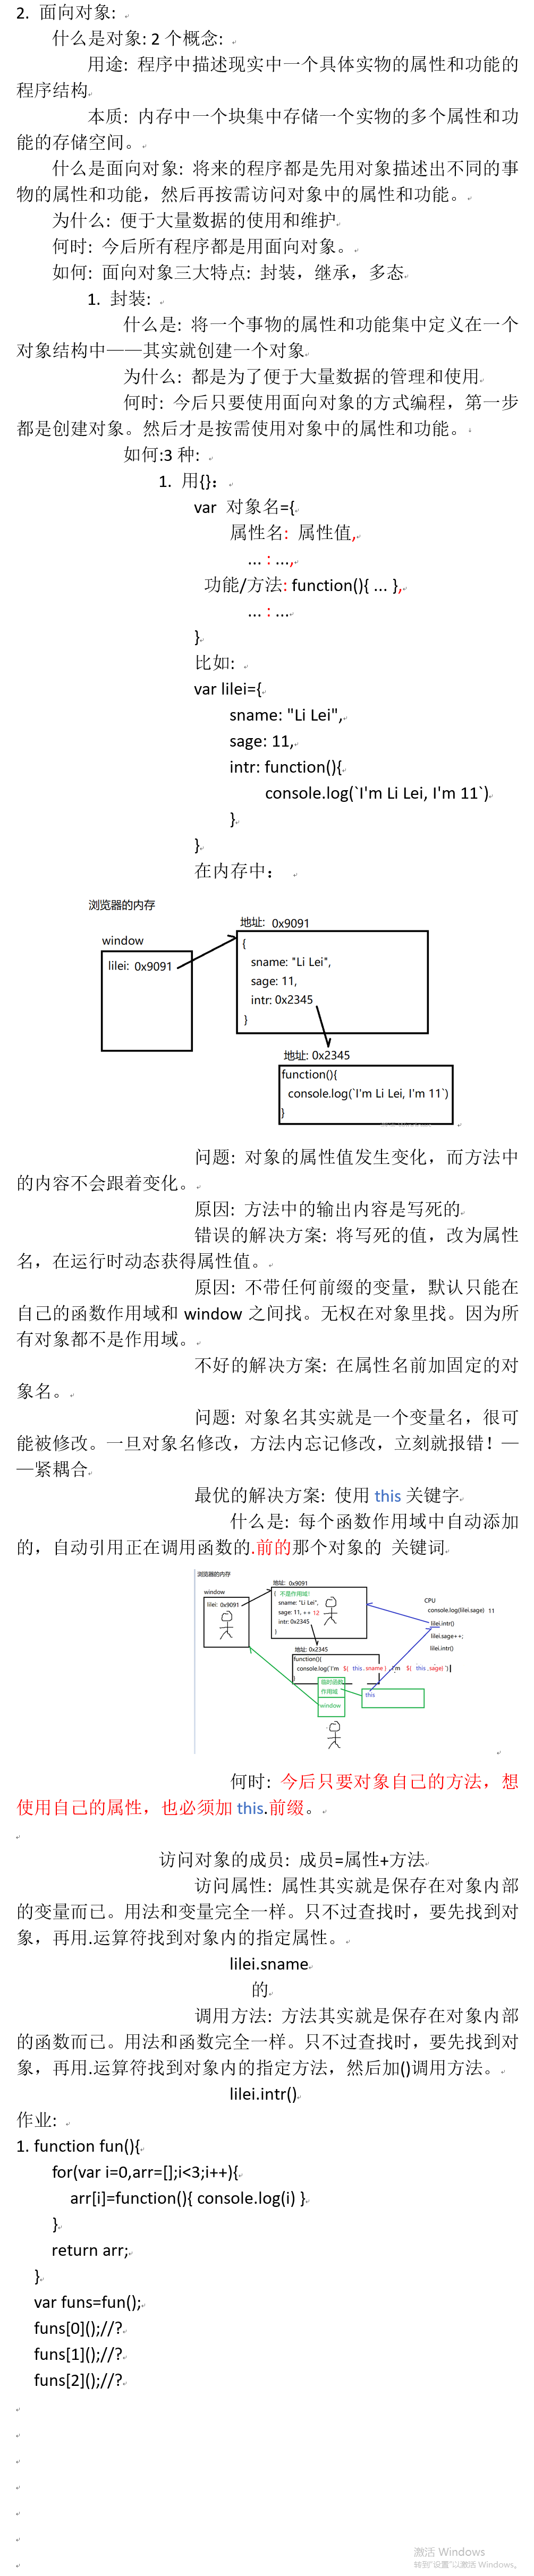 2. 面向对象:
什么是对象: 2 个概念:
用途: 程序中描述现实中一个具体实物的属性和功能的
程序结构
本质: 内存中一个块集中存储一个实物的多个属性和功
能的存储空间。
什么是面向对象: 将来的程序都是先用对象描述出不同的事
物的属性和功能，然后再按需访问对象中的属性和功能。
为什么: 便于大量数据的使用和维护
何时: 今后所有程序都是用面向对象。
如何: 面向对象三大特点: 封装，继承，多态
1. 封装:
什么是: 将一个事物的属性和功能集中定义在一个
对象结构中——其实就创建一个对象
为什么: 都是为了便于大量数据的管理和使用
何时: 今后只要使用面向对象的方式编程，第一步
都是创建对象。然后才是按需使用对象中的属性和功能。
如何:3 种:
1. 用{}：
var 对象名={
属性名: 属性值,
... : ...,
功能/方法: function(){ ... },
... : ...
}
比如:
var lilei={
sname: "Li Lei",
sage: 11,
intr: function(){
console.log(`I'm Li Lei, I'm 11`)
}
}
在内存中：
浏览器的内存
地址: 0x9091
window
{
lilei: 0x9091
sname: "Li Lei",
sage: 11,
intr: 0x2345
}
地址: 0x2345
function(){
console.log(`I'm Li Lei, I'm 11`)
}
问题: 对象的属性值发生变化，而方法中
的内容不会跟着变化。
原因: 方法中的输出内容是写死的
错误的解决方案: 将写死的值，改为属性
名，在运行时动态获得属性值。
原因: 不带任何前缀的变量，默认只能在
自己的函数作用域和 window 之间找。无权在对象里找。因为所
有对象都不是作用域。
不好的解决方案: 在属性名前加固定的对
象名。
问题: 对象名其实就是一个变量名，很可
能被修改。一旦对象名修改，方法内忘记修改，立刻就报错！—
—紧耦合
最优的解决方案: 使用 this 关键字
什么是: 每个函数作用域中自动添加
的，自动引用正在调用函数的.前的那个对象的 关键词
浏览器的内存
地址: 0x9091
window
{ 不是作用域!
lilei: 0x9091
sname: "Li Lei",
sage: 11, ++ 12
intr: 0x2345
}
CPU
console.log(lilei.sage) 11
lilei.intr()
lilei.sage++;
lilei.intr()
地址: 0x2345
function(){
console.log(`I'm ${ this.sname } , I'm ${ this.sage}`)
}
临时函数
作用域
this
window
何时: 今后只要对象自己的方法，想
使用自己的属性，也必须加 this.前缀。
访问对象的成员: 成员=属性+方法
访问属性: 属性其实就是保存在对象内部
的变量而已。用法和变量完全一样。只不过查找时，要先找到对
象，再用.运算符找到对象内的指定属性。
lilei.sname
的
调用方法: 方法其实就是保存在对象内部
的函数而已。用法和函数完全一样。只不过查找时，要先找到对
象，再用.运算符找到对象内的指定方法，然后加()调用方法。
lilei.intr()
作业:
1. function fun(){
for(var i=0,arr=[];i<3;i++){
arr[i]=function(){ console.log(i) }
}
return arr;
}
var funs=fun();
funs[0]();//?
funs[1]();//?
funs[2]();//?
激活 Windows
转到"设置"以激活 Windows。